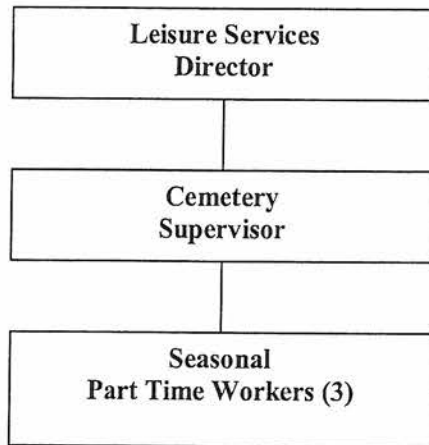 Leisure Services
Director
Cemetery
Supervisor
Seasonal
Part Time Workers (3)